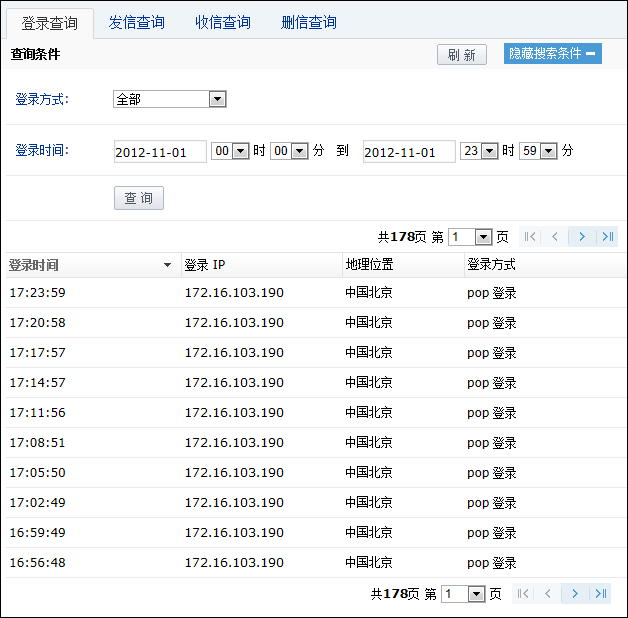 登录查询 发信查询 收信查询 删信查询
查询条件 刷 新 隐藏搜索条件
登录方式： 全部
登录时间： 2012-11-01 00 时 00 分 到 2012-11-01 23 时 59 分
查 询
共178页 第 1 页
登录时间 登录 IP 地理位置 登录方式
17:23:59 172.16.103.190 中国北京 pop 登录
17:20:58 172.16.103.190 中国北京 pop 登录
17:17:57 172.16.103.190 中国北京 pop 登录
17:14:57 172.16.103.190 中国北京 pop 登录
17:11:56 172.16.103.190 中国北京 pop 登录
17:08:51 172.16.103.190 中国北京 pop 登录
17:05:50 172.16.103.190 中国北京 pop 登录
17:02:49 172.16.103.190 中国北京 pop 登录
16:59:49 172.16.103.190 中国北京 pop 登录
16:56:48 172.16.103.190 中国北京 pop 登录
共178页 第 1 页